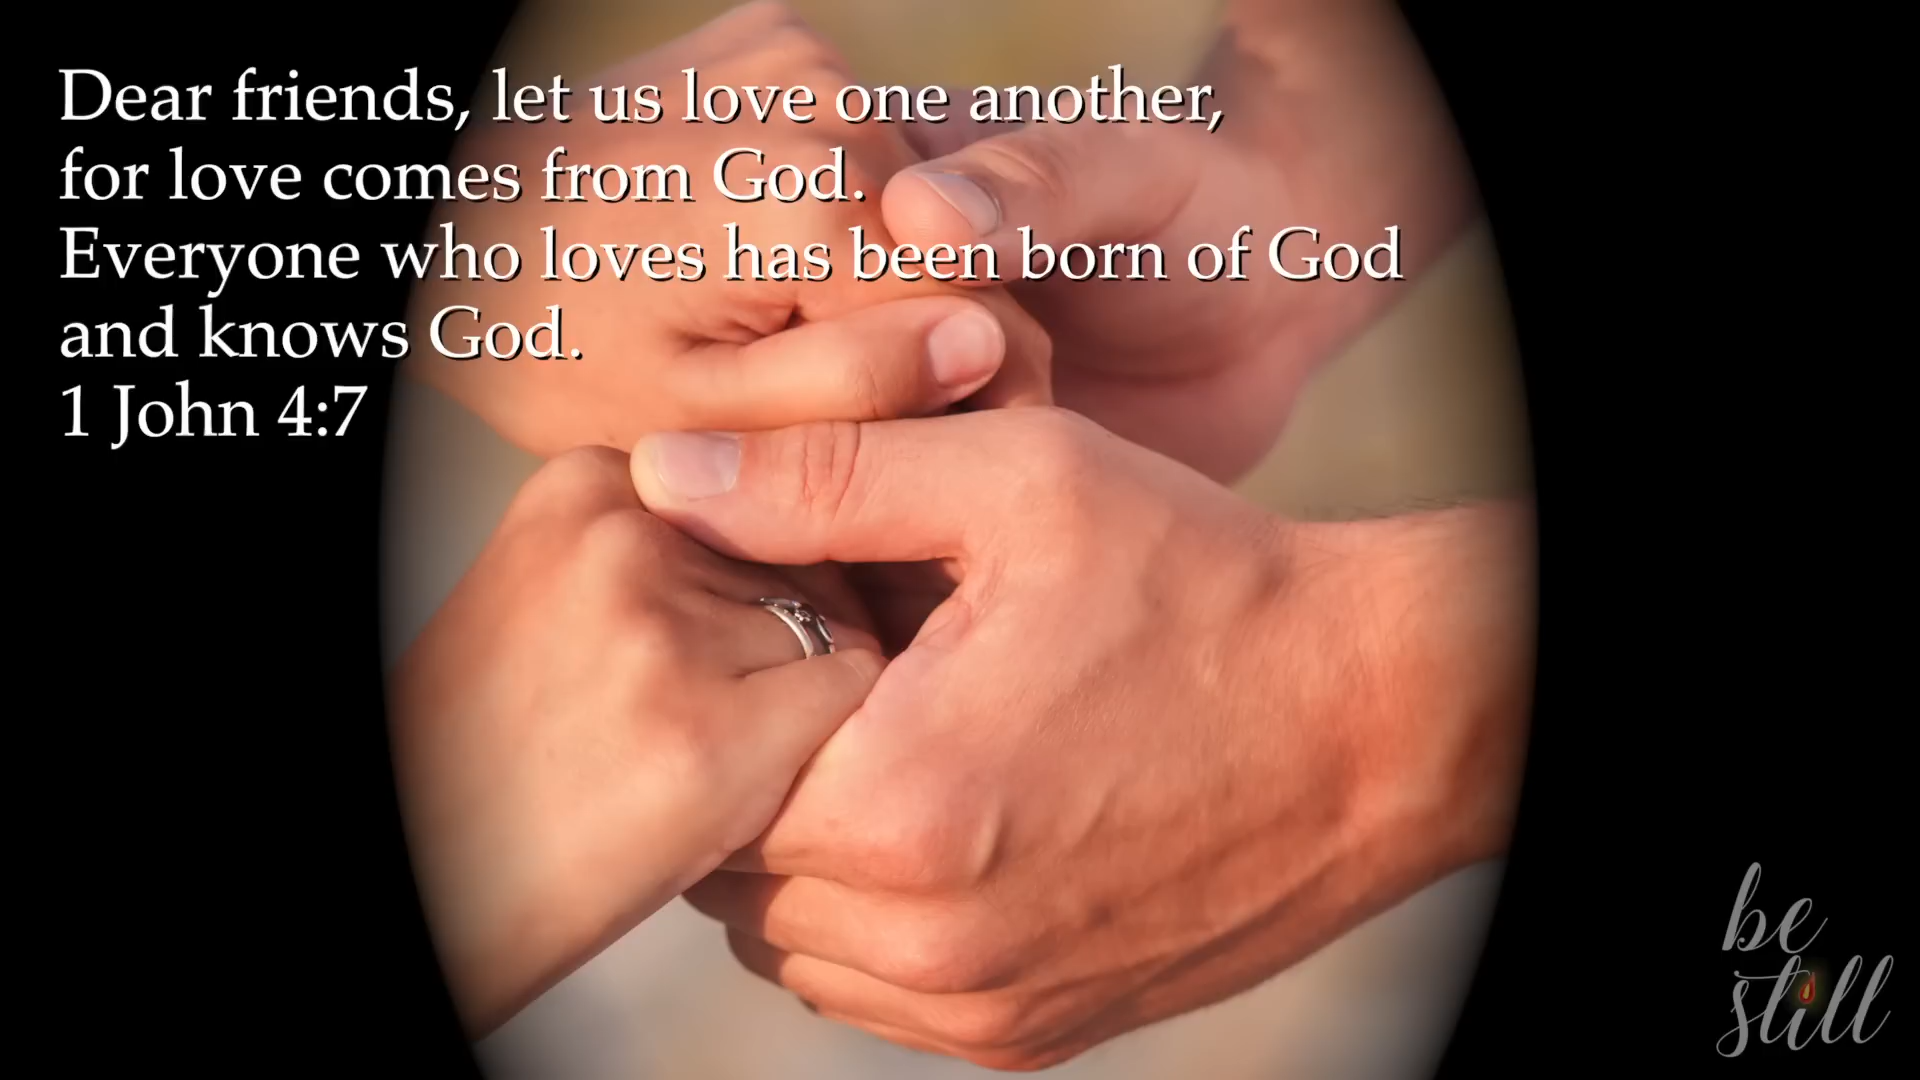 Dear friends, let us love one another,
for love comes from God.
Everyone who loves has been born of God
and knows God.
1 John 4:7
be
still